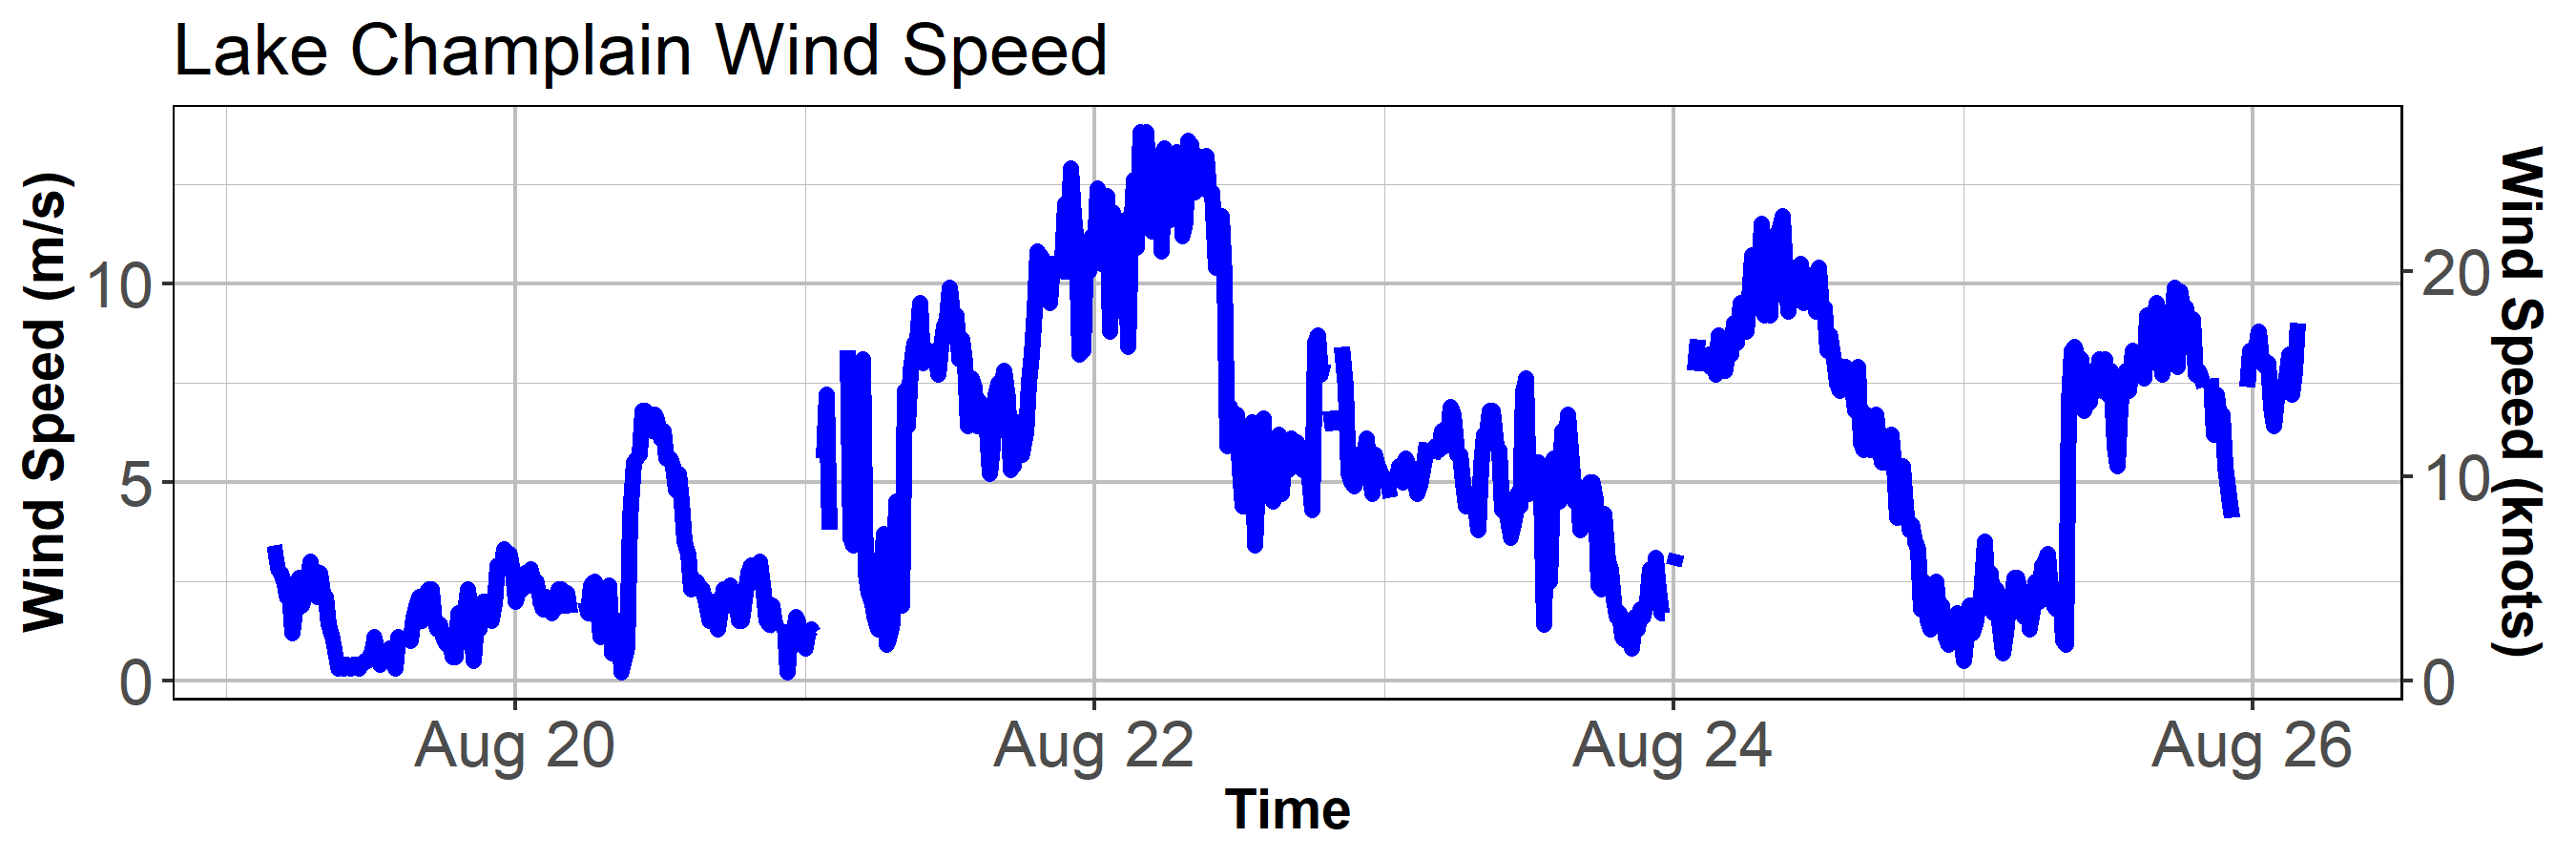 Lake Champlain Wind Speed
Wind Speed (m/s)
10
5
0
20
10
0
Wind Speed (knots)
Aug 20
Aug 22
Aug 24
Aug 26
Time